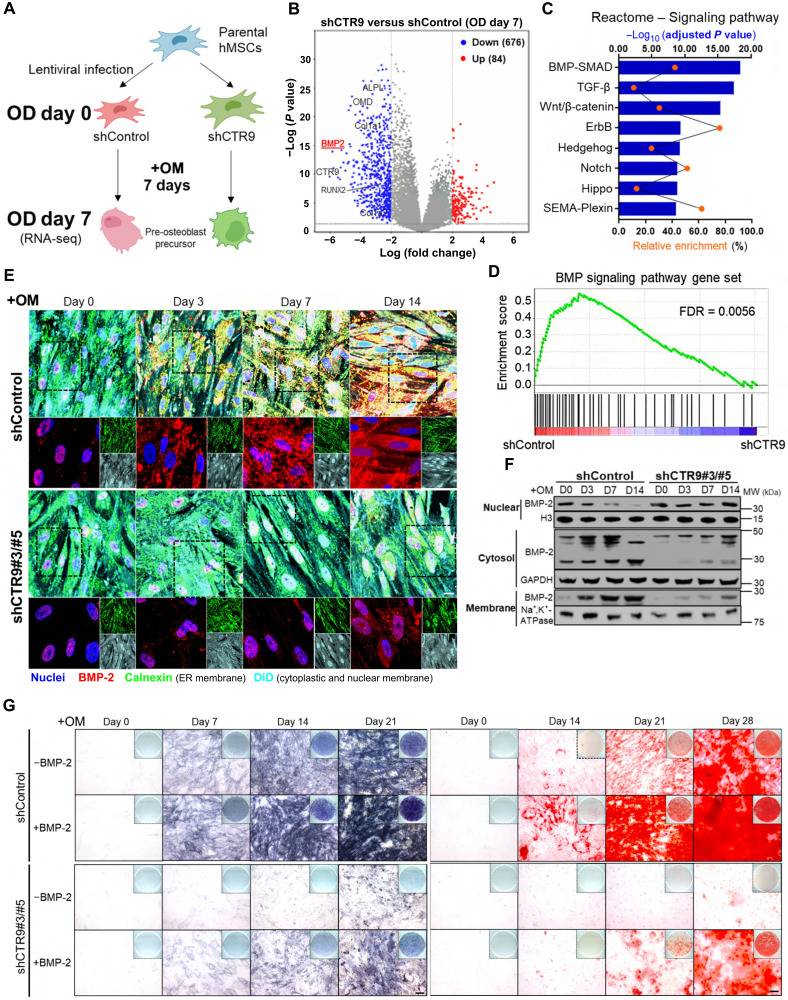 A
Parental
hMSCs
Lentiviral infection
OD day 0
shControl
shCTR9
+OM
7 days
OD day 7
(RNA-seq)
Pre-osteoblast
precursor
B
shCTR9 versus shControl (OD day 7)
Down (676)
Up (84)
−Log (P value)
30
25
20
15
10
5
0
ALPL
OMD
BMP2
CTR9
RUNX2
−6
−4
−2
0
2
4
6
Log (fold change)
C
Reactome – Signaling pathway
−Log10 (adjusted P value)
0.00 5.00 10.00 15.00 20.00
BMP-SMAD
TGF-β
Wnt/β-catenin
ErbB
Hedgehog
Notch
Hippo
SEMA-Plexin
0.00 20.0 40.0 60.0 80.0 100.0
Relative enrichment (%)
D
BMP signaling pathway gene set
Enrichment score
0.5
0.4
0.3
0.2
0.1
0.0
FDR = 0.0056
shControl
shCTR9
E
+OM
Day 0
Day 3
Day 7
Day 14
shControl
shCTR9#3/#5
Nuclei BMP-2 Calnexin (ER membrane) DiD (cytoplastic and nuclear membrane)
F
shControl shCTR9#3/#5
+OM D0 D3 D7 D14 D0 D3 D7 D14 MW (kDa)
Nuclear
BMP-2
30
H3
15
50
Cytosol
BMP-2
30
GAPDH
30
30
Membrane
BMP-2
Na+,K+-
ATPase
75
G
+OM Day 0 Day 7 Day 14 Day 21 Day 0 Day 14 Day 21 Day 28
shControl
−BMP-2
+BMP-2
shCTR9#3/#5
−BMP-2
+BMP-2